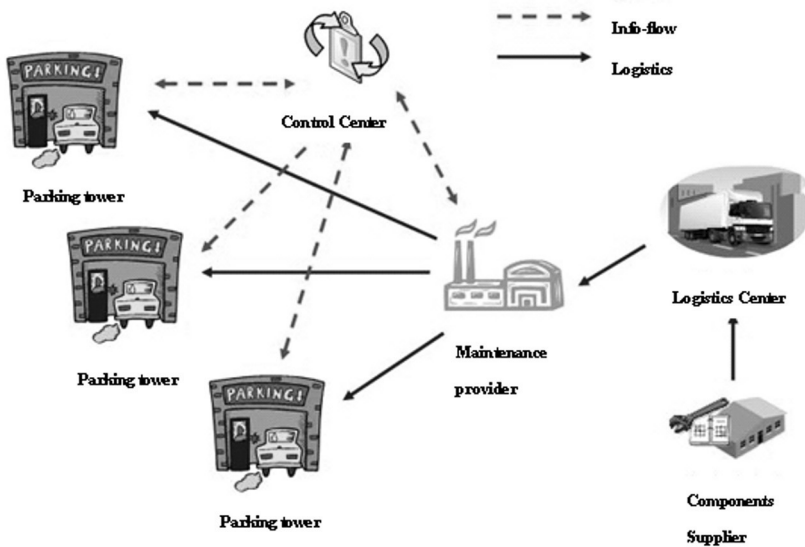 Info-flow
Logistics
PARKING!
Control Center
Parking tower
PARKING!
Logistics Center
Maintenance
provider
Parking tower
PARKING!
Components
Supplier
Parking tower